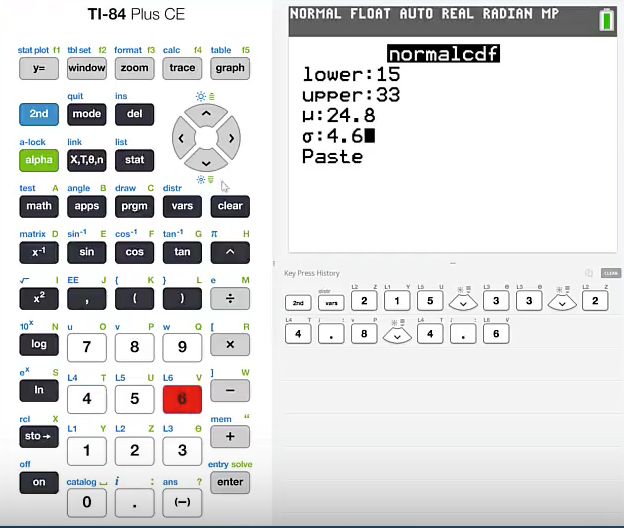 TI-84 Plus CE
stat plot f1 tbl set f2 format f3 calc f4 table f5
y= window zoom trace graph
quit ins
2nd mode del
a-lock link list
alpha X,T,θ,n stat
test A angle B draw C distr
math apps prgm vars clear
matrix D sin⁻¹ E cos⁻¹ F tan⁻¹ G π H
x⁻¹ sin cos tan ^
√ I EE J { K } L e M
x² , ( ) ÷
10ˣ N u O v P w Q [ R
log 7 8 9 ×
eˣ S L4 T L5 U L6 V ] W
ln 4 5 6 −
rcl X L1 Y L2 Z L3 θ mem “
sto→ 1 2 3 +
off catalog i : ans ? entry solve
on 0 . (−) enter
NORMAL FLOAT AUTO REAL RADIAN MP
normalcdf
lower:15
upper:33
μ:24.8
σ:4.6
Paste
Key Press History CLEAR
distr L2 Z L1 Y L5 U L3 θ L3 θ L2 Z
2nd vars 2 1 5 3 3 2
L4 T i : v P L4 T i : L6 V
4 . 8 4 . 6